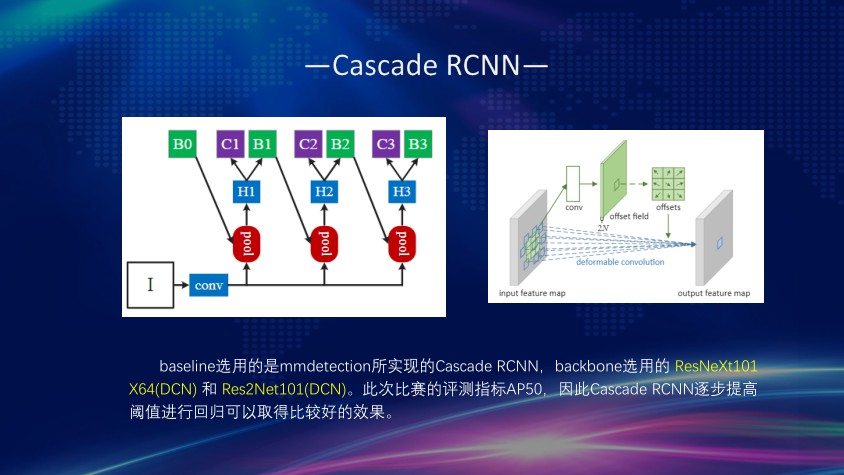 —Cascade RCNN—
B0 C1 B1 C2 B2 C3 B3
H1 H2 H3
pool pool pool
I conv
conv
offset field
offsets
2N
deformable convolution
input feature map
output feature map
baseline选用的是mmdetection所实现的Cascade RCNN，backbone选用的 ResNeXt101
X64(DCN) 和 Res2Net101(DCN)。此次比赛的评测指标AP50，因此Cascade RCNN逐步提高
阈值进行回归可以取得比较好的效果。